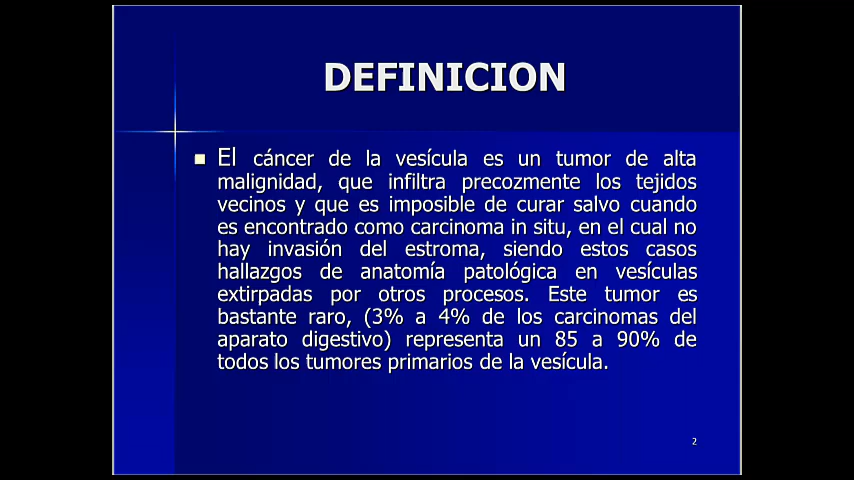 DEFINICION
El cáncer de la vesícula es un tumor de alta
malignidad, que infiltra precozmente los tejidos
vecinos y que es imposible de curar salvo cuando
es encontrado como carcinoma in situ, en el cual no
hay invasión del estroma, siendo estos casos
hallazgos de anatomía patológica en vesículas
extirpadas por otros procesos. Este tumor es
bastante raro, (3% a 4% de los carcinomas del
aparato digestivo) representa un 85 a 90% de
todos los tumores primarios de la vesícula.
2